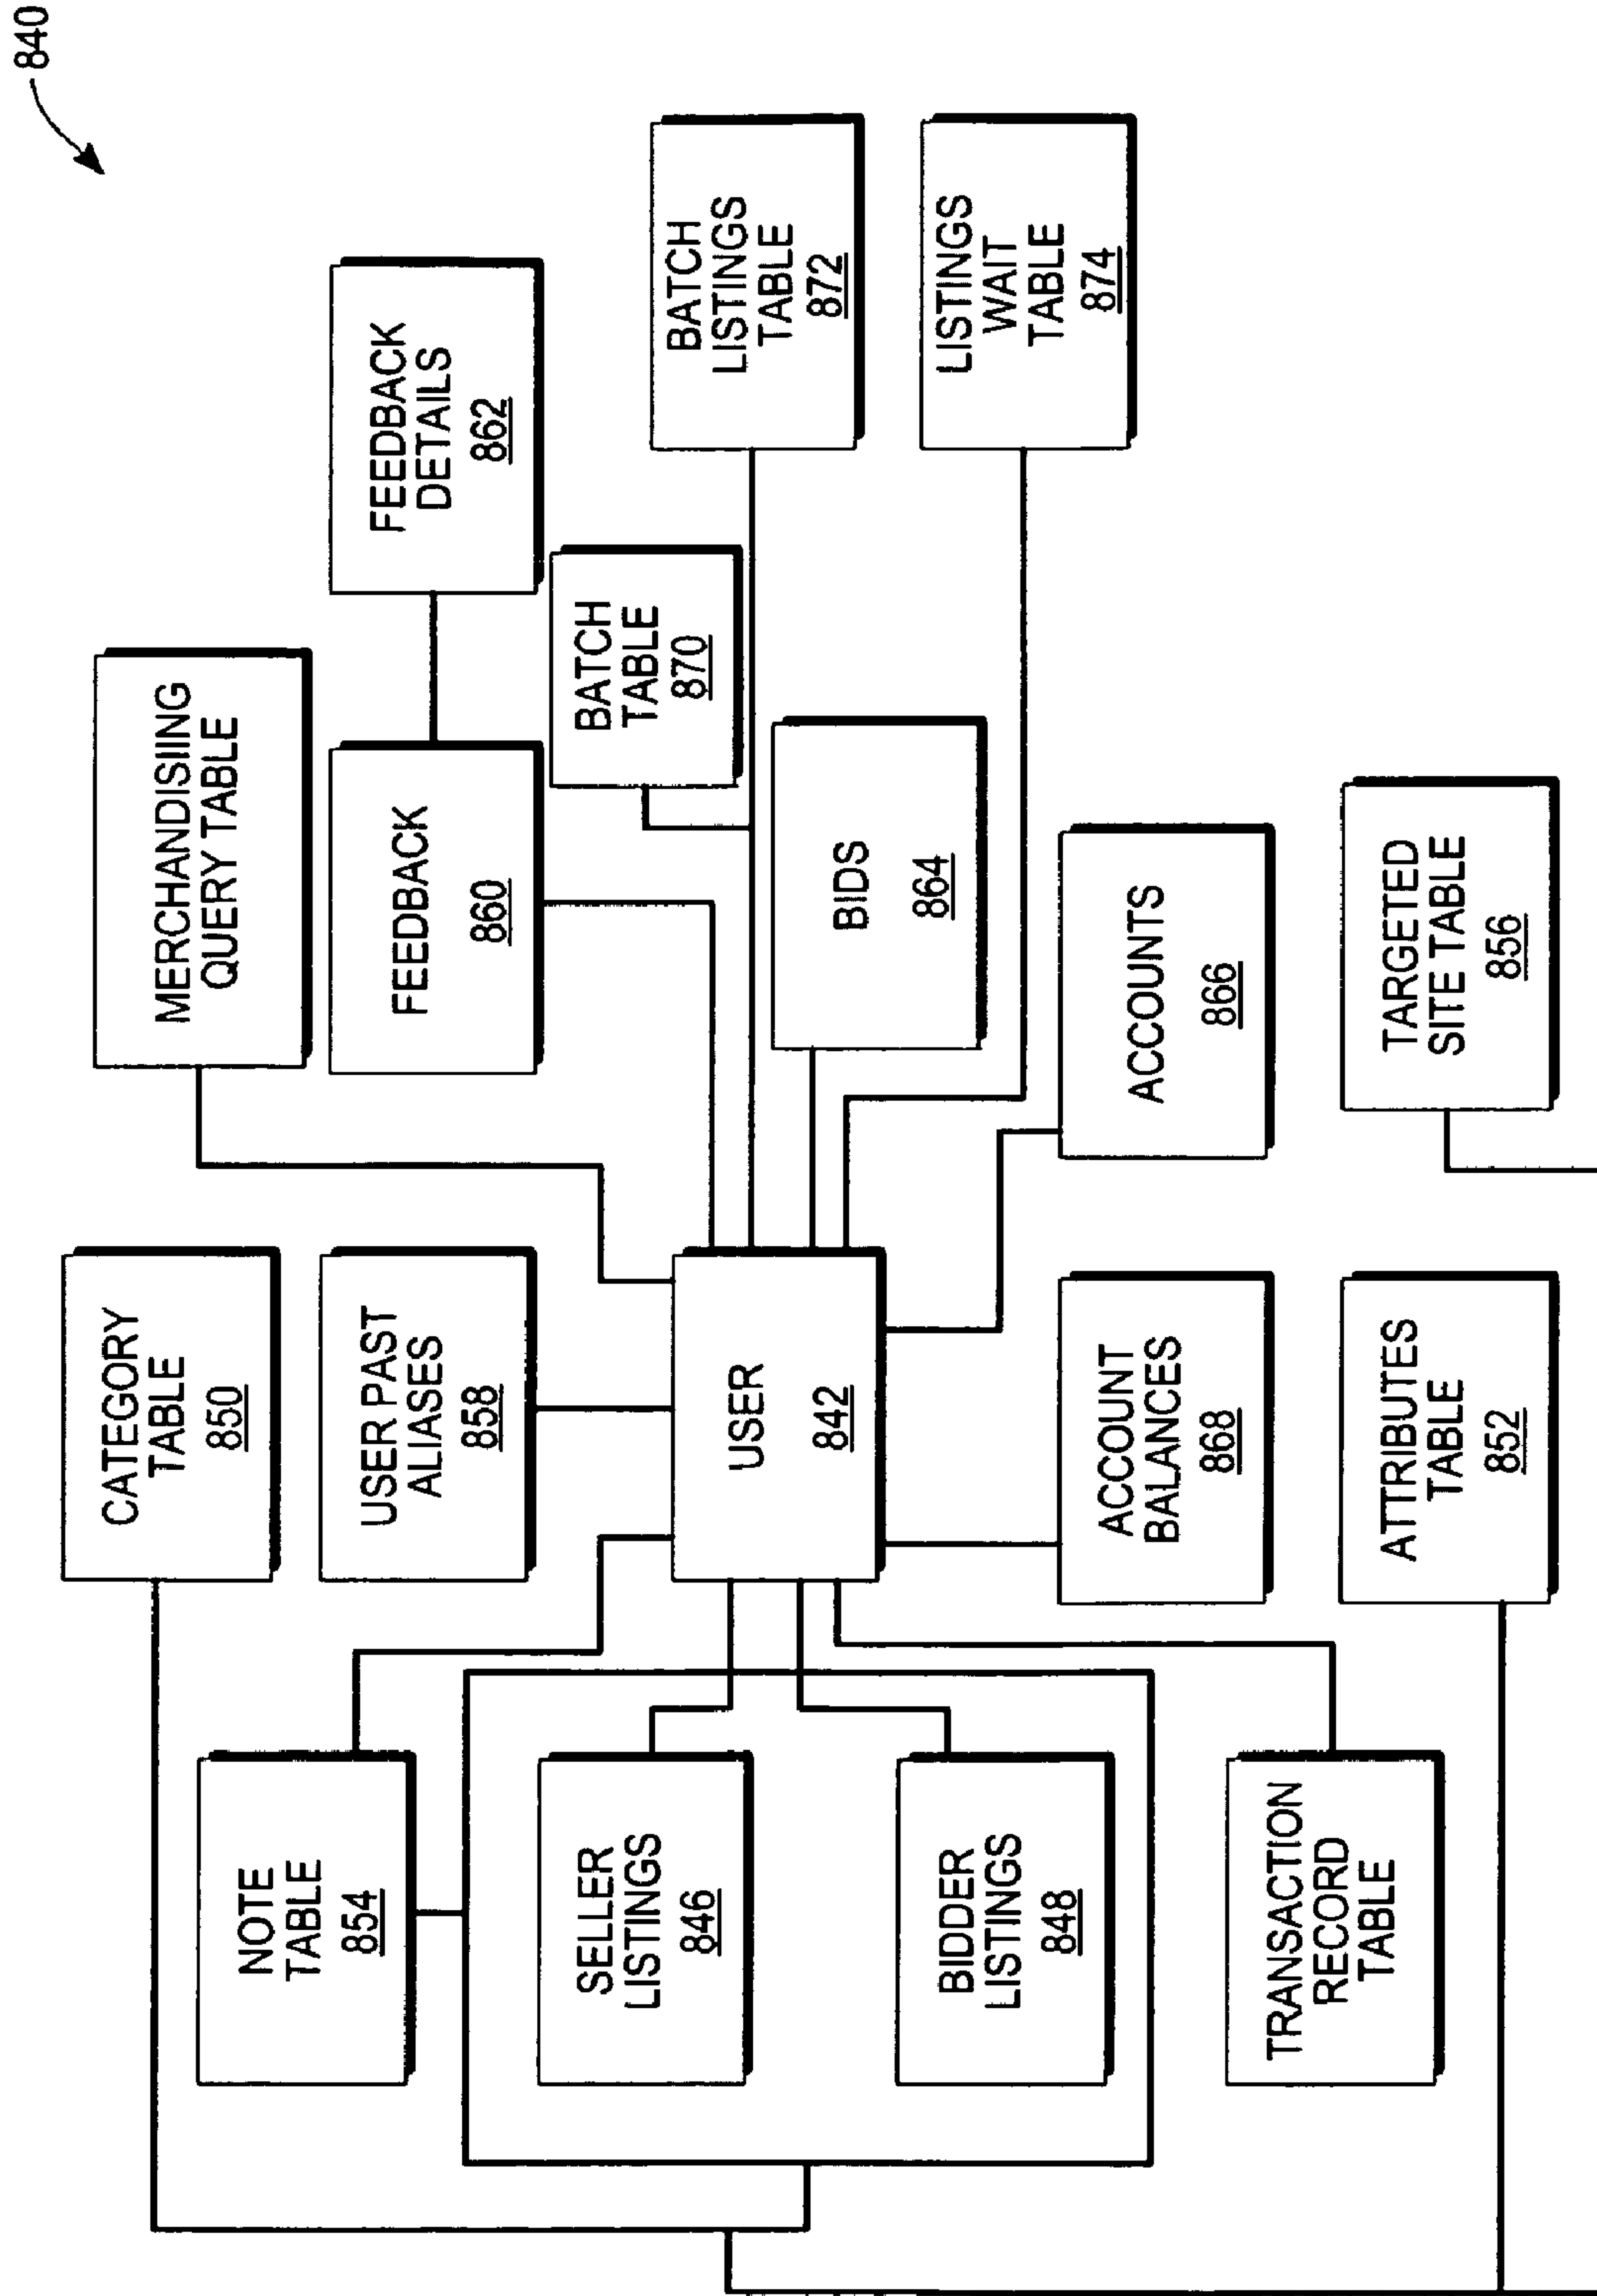 840
MERCHANDISIING
QUERY TABLE
CATEGORY
TABLE
850
NOTE
TABLE
854
USER PAST
ALIASES
858
FEEDBACK
860
FEEDBACK
DETAILS
862
BATCH
TABLE
870
BATCH
LISTINGS
TABLE
872
SELLER
LISTINGS
846
USER
842
BIDS
864
LISTINGS
WAIT
TABLE
874
BIDDER
LISTINGS
848
ACCOUNT
BALANCES
868
ACCOUNTS
866
TRANSACTION
RECORD
TABLE
ATTRIBUTES
TABLE
852
TARGETED
SITE TABLE
856